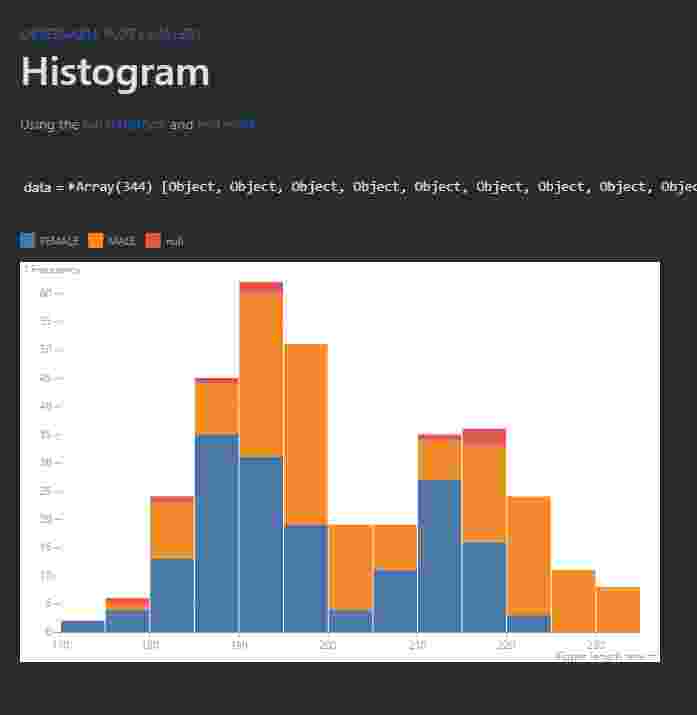 Histogram
Using the and
data = ▸Array(344) [Object, Object, Object, Object, Object, Object, Object, Object, Objec
FEMALE MALE null
↑ Frequency
60
55
50
45
40
35
30
25
20
15
10
5
0
170 180 190 200 210 220 230